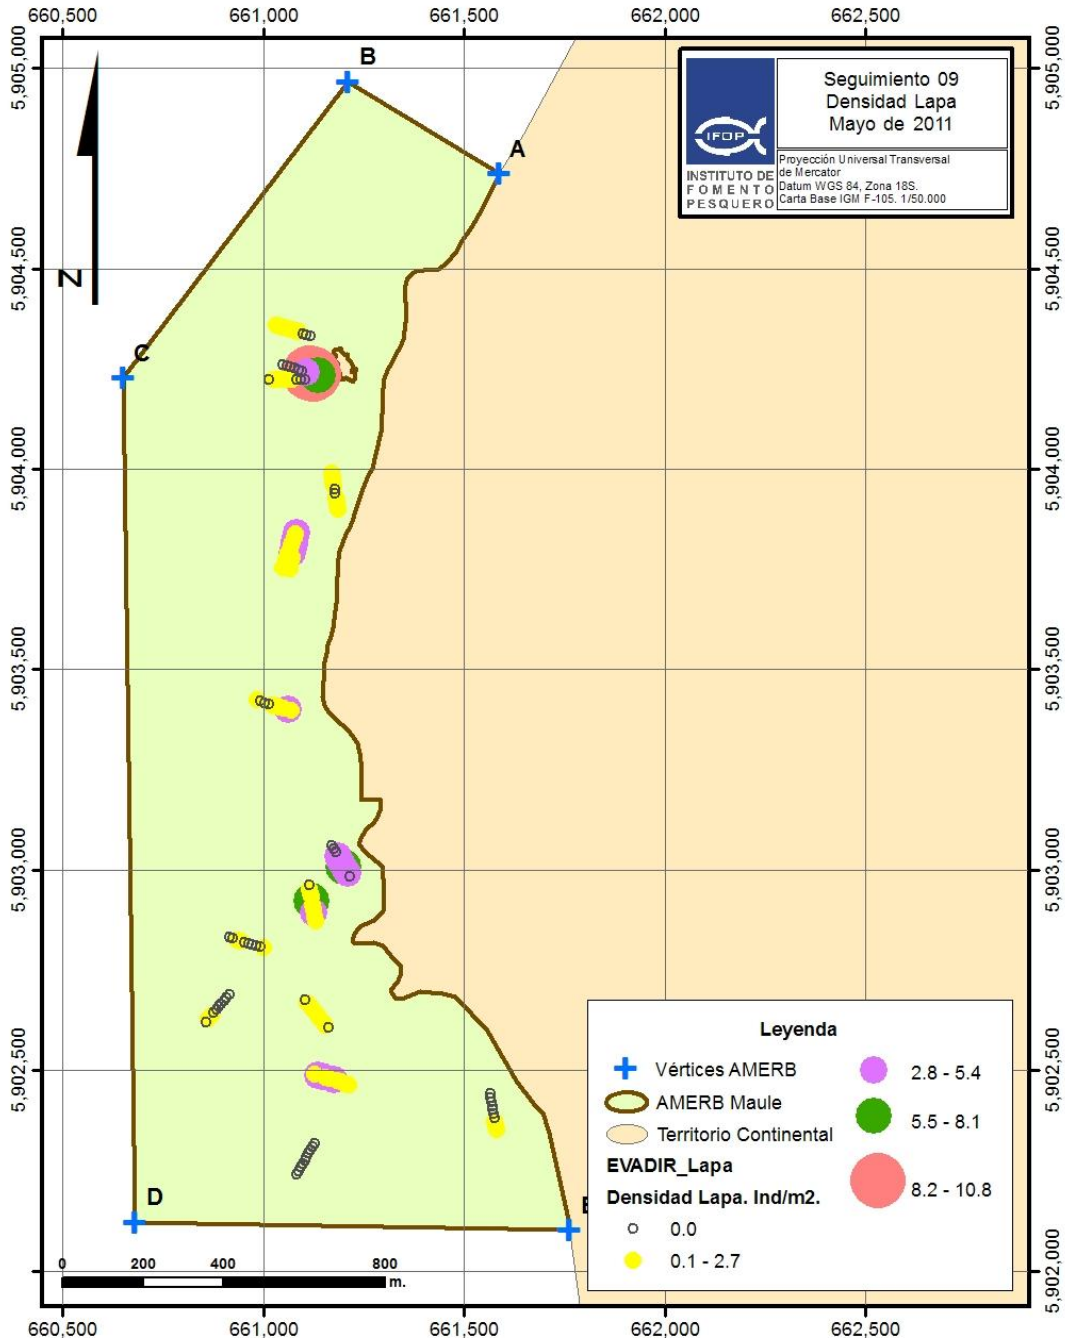 660,500 661,000 661,500 662,000 662,500
5,905,000
5,904,500
5,904,000
5,903,500
5,903,000
5,902,500
5,902,000
5,905,000
5,904,500
5,904,000
5,903,500
5,903,000
5,902,500
5,902,000
B
A
C
D
N
IFOP
INSTITUTO DE
FOMENTO
PESQUERO
Seguimiento 09
Densidad Lapa
Mayo de 2011
Proyección Universal Transversal
de Mercator
Datum WGS 84, Zona 18S.
Carta Base IGM F-105. 1/50.000
Leyenda
Vértices AMERB
AMERB Maule
Territorio Continental
EVADIR_Lapa
Densidad Lapa. Ind/m2.
0.0
0.1 - 2.7
2.8 - 5.4
5.5 - 8.1
8.2 - 10.8
0 200 400 800
m.
660,500 661,000 661,500 662,000 662,500